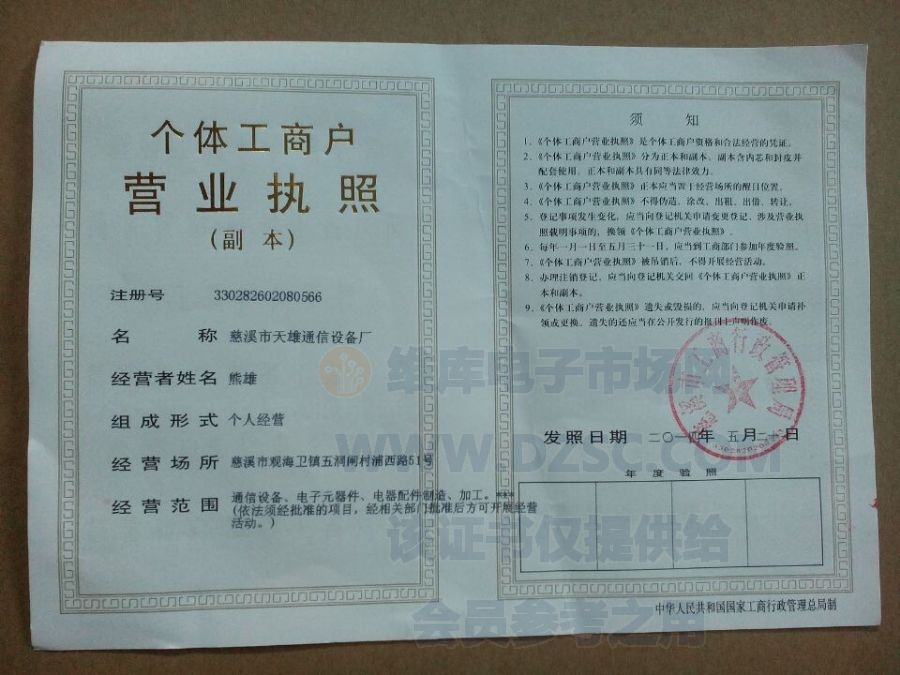 个体工商户
营业执照
(副 本)
注册号 330282602080566
名 称 慈溪市天雄通信设备厂
经营者姓名 熊雄
组成形式 个人经营
经营场所 慈溪市观海卫镇五洞闸村浦西路51号
经营范围 通信设备、电子元器件、电器配件制造、加工。***
(依法须经批准的项目,经相关部门批准后方可开展经营
活动。)
须 知
1.《个体工商户营业执照》是个体工商户资格和合法经营的凭证。
2.《个体工商户营业执照》分为正本和副本,副本含内芯和封皮并
配套使用。正本和副本具有同等法律效力。
3.《个体工商户营业执照》正本应当置于经营场所的醒目位置。
4.《个体工商户营业执照》不得伪造、涂改、出租、出借、转让。
5.登记事项发生变化,应当向登记机关申请变更登记,涉及营业执
照载明事项的,换领《个体工商户营业执照》。
6.每年一月一日至五月三十一日,应当到工商部门参加年度验照。
7.《个体工商户营业执照》被吊销后,不得开展经营活动。
8.办理注销登记,应当向登记机关交回《个体工商户营业执照》正
本和副本。
9.《个体工商户营业执照》遗失或毁损的,应当向登记机关申请补
领或更换。遗失的还应当在公开发行的报刊上声明作废。
慈溪市工商行政管理局
发照日期 二〇一四年 五月二十日
年度验照
中华人民共和国国家工商行政管理总局制
维库电子市场网
WWW.DZSC.COM
该证书仅提供给
会员参考之用